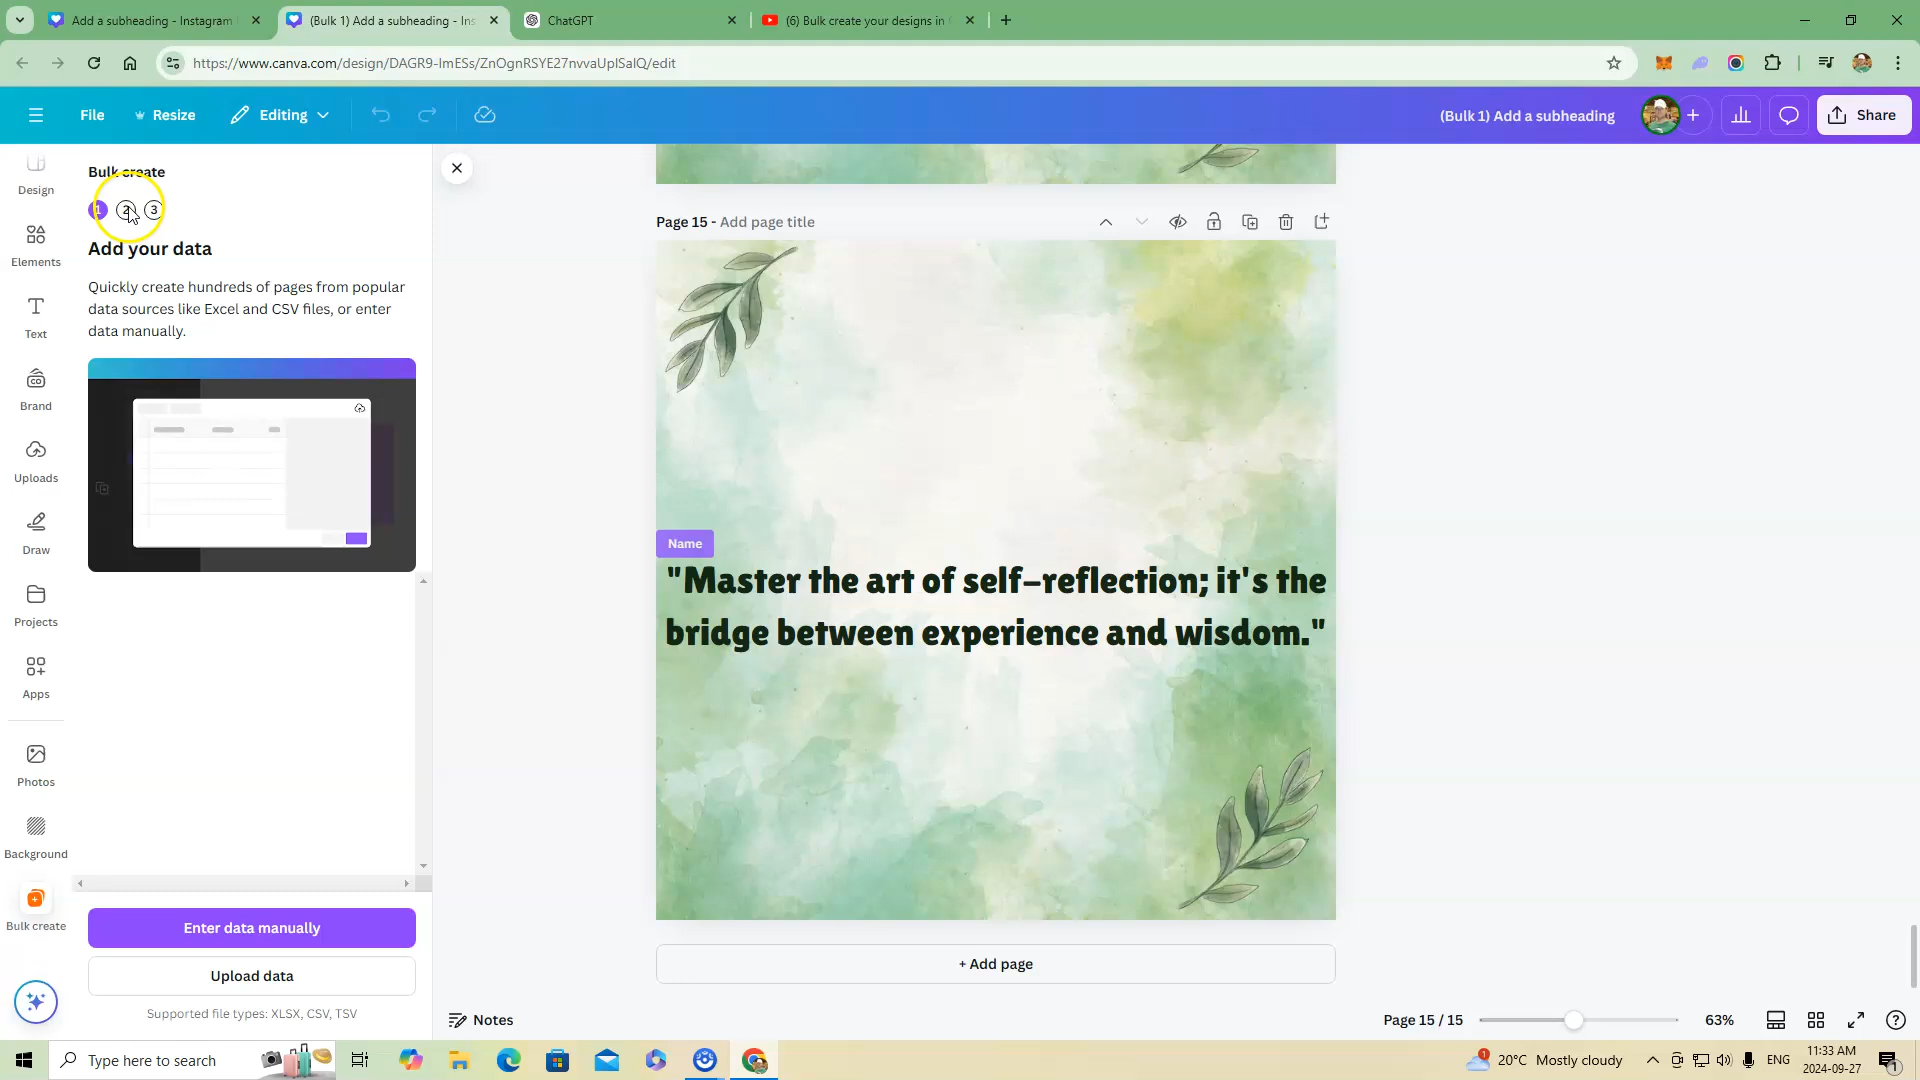 Add a subheading - Instagram
(Bulk 1) Add a subheading - Ins
ChatGPT
(6) Bulk create your designs in
https://www.canva.com/design/DAGR9-ImESs/ZnOgnRSYE27nvvaUplSalQ/edit
File
Resize
Editing
(Bulk 1) Add a subheading
Share
Design
Elements
Text
Brand
Uploads
Draw
Projects
Apps
Photos
Background
Bulk create
Bulk create
1 2 3
Add your data
Quickly create hundreds of pages from popular
data sources like Excel and CSV files, or enter
data manually.
Enter data manually
Upload data
Supported file types: XLSX, CSV, TSV
Page 15 - Add page title
Name
"Master the art of self-reflection; it's the
bridge between experience and wisdom."
+ Add page
Notes
Page 15 / 15
63%
Type here to search
20°C Mostly cloudy
ENG
11:33 AM
2024-09-27